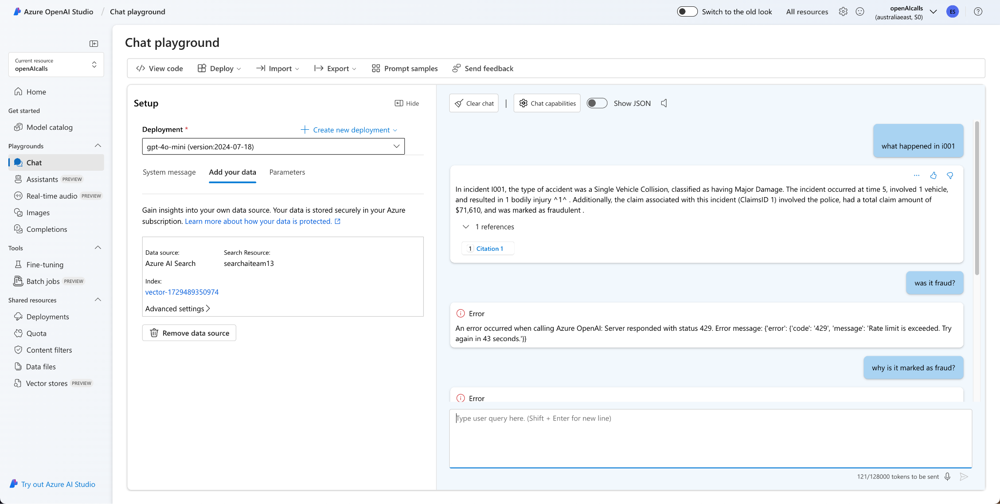 Azure OpenAI Studio / Chat playground
Switch to the old look
All resources
openAIcalls
(australiaeast, S0)
ES
Current resource
openAIcalls
Home
Get started
Model catalog
Playgrounds
Chat
Assistants PREVIEW
Real-time audio PREVIEW
Images
Completions
Tools
Fine-tuning
Batch jobs PREVIEW
Shared resources
Deployments
Quota
Content filters
Data files
Vector stores PREVIEW
Try out Azure AI Studio
Chat playground
View code
Deploy
Import
Export
Prompt samples
Send feedback
Setup
Hide
Deployment *
Create new deployment
gpt-4o-mini (version:2024-07-18)
System message
Add your data
Parameters
Gain insights into your own data source. Your data is stored securely in your Azure
subscription. Learn more about how your data is protected.
Data source:
Azure AI Search
Search Resource:
searchaiteam13
Index:
vector-1729489350974
Advanced settings
Remove data source
Clear chat
|
Chat capabilities
Show JSON
what happened in i001
In incident I001, the type of accident was a Single Vehicle Collision, classified as having Major Damage. The incident occurred at time 5, involved 1 vehicle,
and resulted in 1 bodily injury ^1^ . Additionally, the claim associated with this incident (ClaimsID 1) involved the police, had a total claim amount of
$71,610, and was marked as fraudulent .
1 references
1 Citation 1
was it fraud?
Error
An error occurred when calling Azure OpenAI: Server responded with status 429. Error message: {'error': {'code': '429', 'message': 'Rate limit is exceeded. Try
again in 43 seconds.'}}
why is it marked as fraud?
Error
Type user query here. (Shift + Enter for new line)
121/128000 tokens to be sent